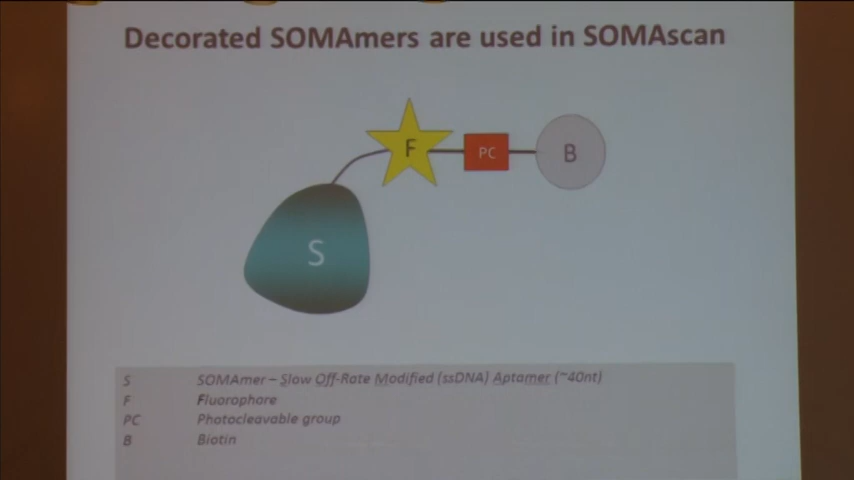 Decorated SOMAmers are used in SOMAscan
F
PC
B
S
S SOMAmer – Slow Off-Rate Modified (ssDNA) Aptamer (~40nt)
F Fluorophore
PC Photocleavable group
B Biotin